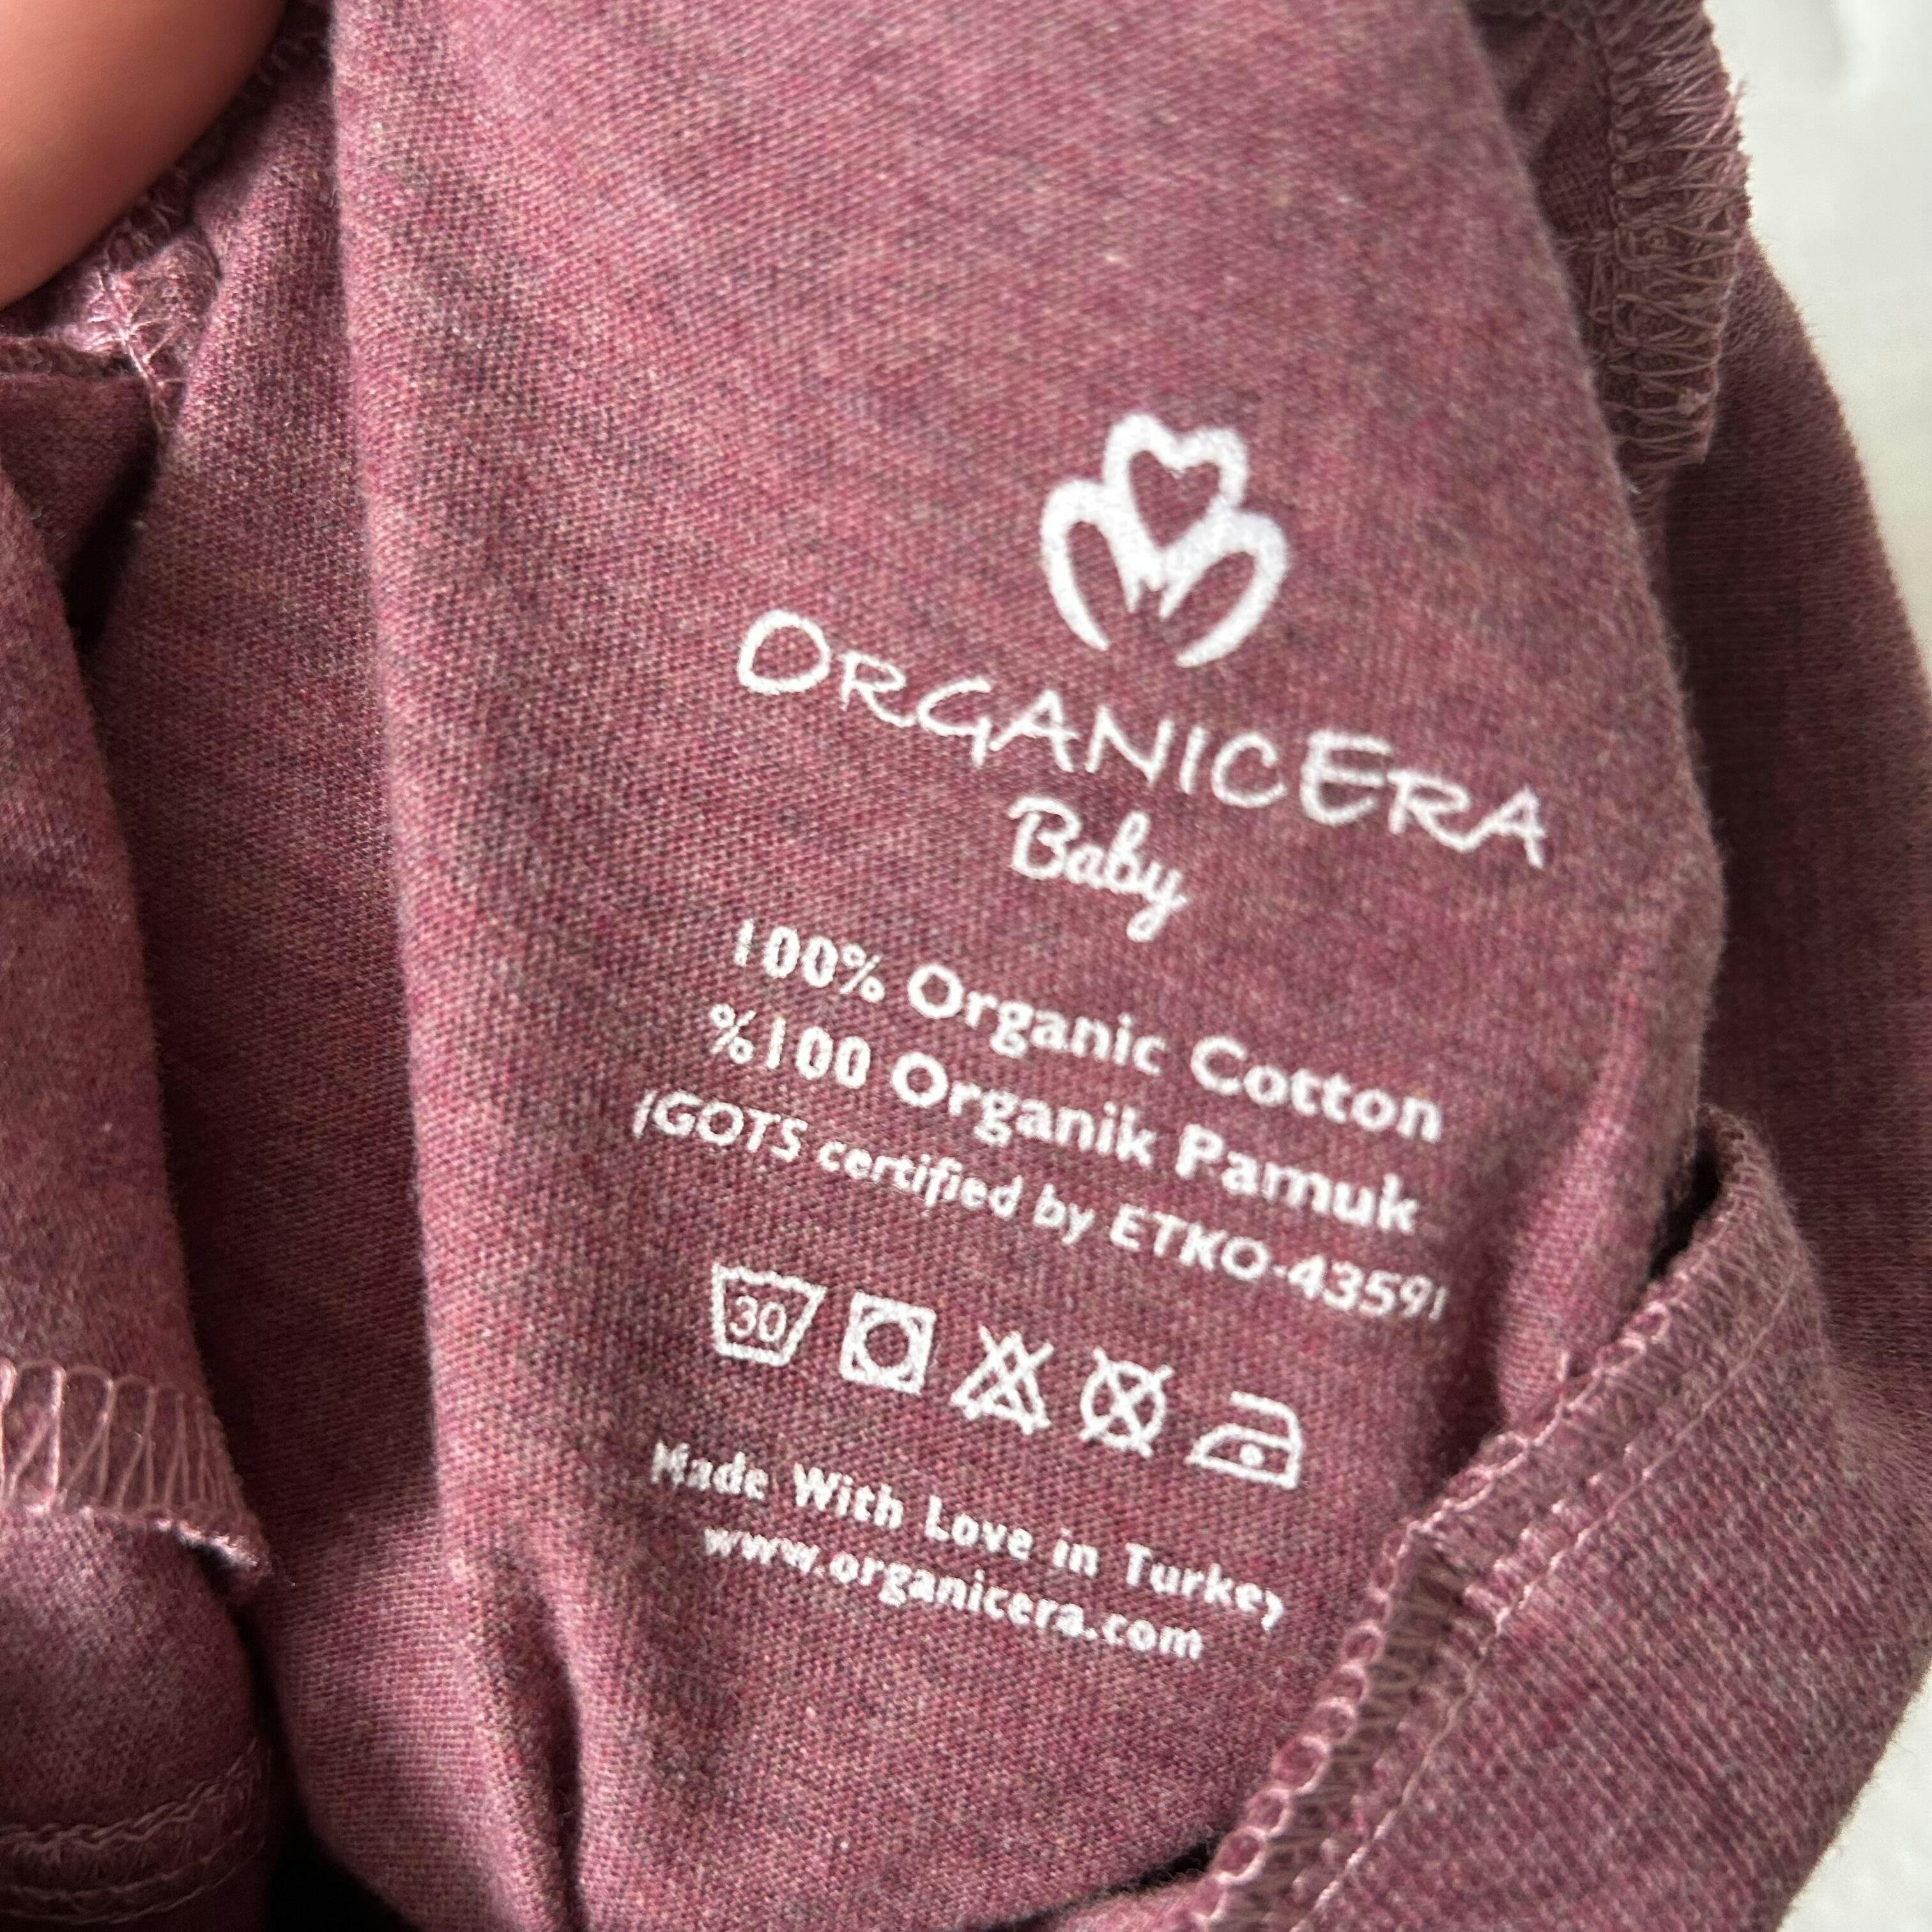 ORGANICERA
Baby
100% Organic Cotton
%100 Organik Pamuk
(GOTS certified by ETKO-43591
30
Made With Love in Turkey
www.organicera.com